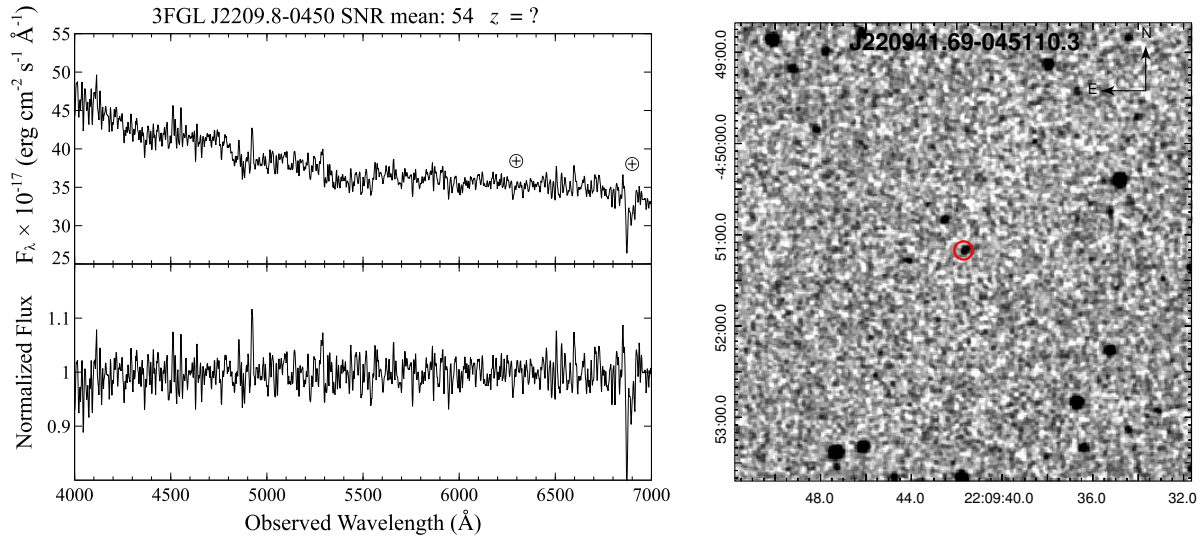 3FGL J2209.8-0450 SNR mean: 54 z = ?
55
50
45
40
35
30
25
F_λ × 10⁻¹⁷ (erg cm⁻² s⁻¹ Å⁻¹)
⊕ ⊕
1.1
1
0.9
Normalized Flux
4000 4500 5000 5500 6000 6500 7000
Observed Wavelength (Å)
J220941.69-045110.3
N
E
49:00.0
4:50:00.0
51:00.0
52:00.0
53:00.0
48.0 44.0 22:09:40.0 36.0 32.0